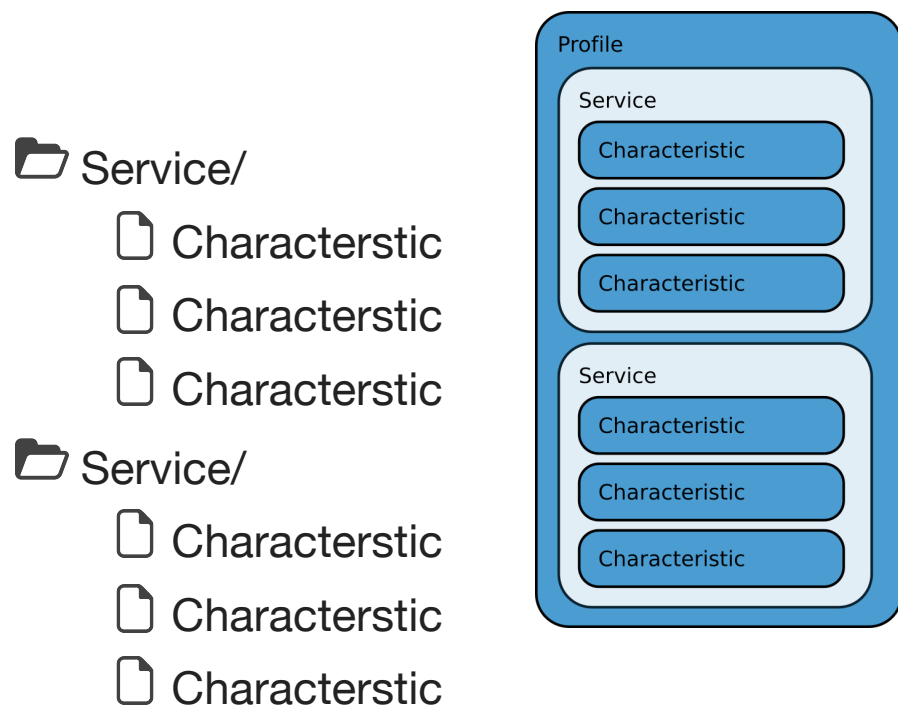 Service/
Characterstic
Characterstic
Characterstic
Service/
Characterstic
Characterstic
Characterstic
Profile
Service
Characteristic
Characteristic
Characteristic
Service
Characteristic
Characteristic
Characteristic